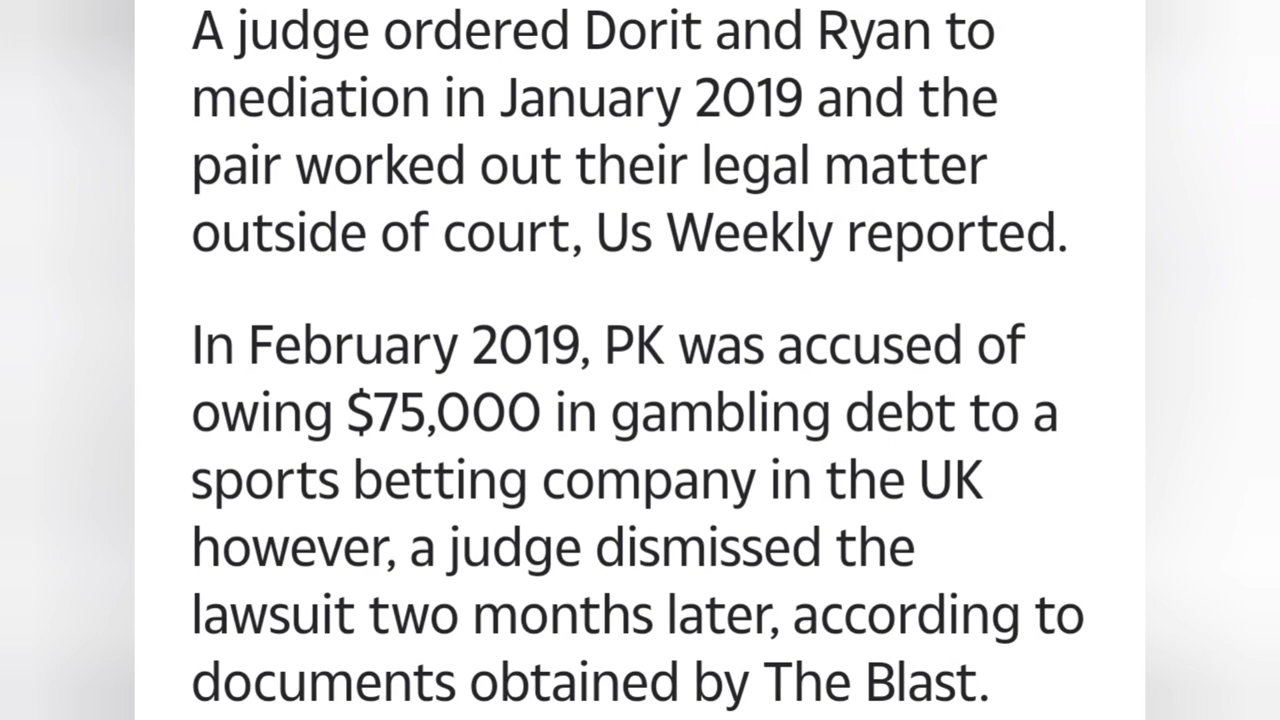 A judge ordered Dorit and Ryan to
mediation in January 2019 and the
pair worked out their legal matter
outside of court, Us Weekly reported.
In February 2019, PK was accused of
owing $75,000 in gambling debt to a
sports betting company in the UK
however, a judge dismissed the
lawsuit two months later, according to
documents obtained by The Blast.